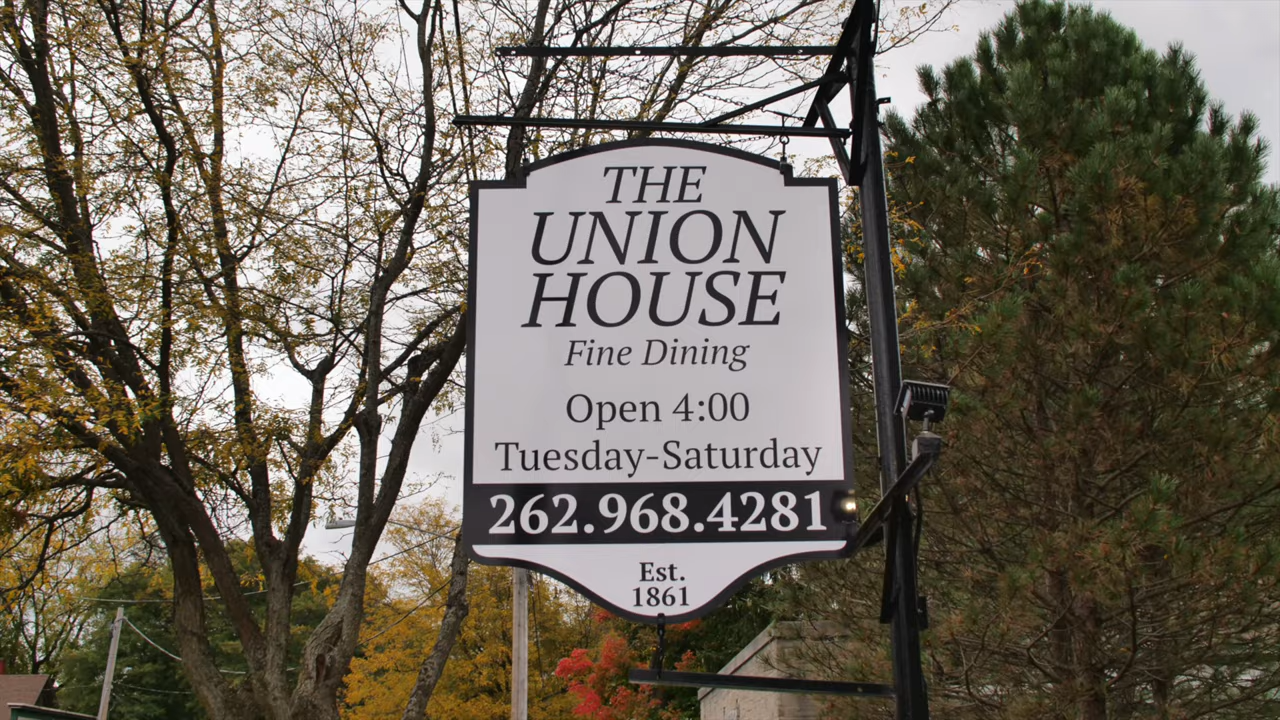 THE
UNION
HOUSE
Fine Dining
Open 4:00
Tuesday-Saturday
262.968.4281
Est.
1861